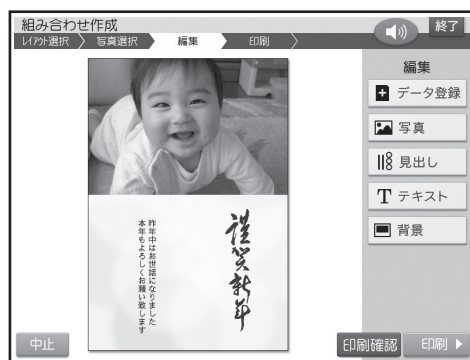 組み合わせ作成
終了
レイアウト選択
写真選択
編集
印刷
編集
データ登録
写真
見出し
テキスト
背景
謹賀新年
昨年中はお世話になりました
本年もよろしくお願い致します
中止
印刷確認
印刷